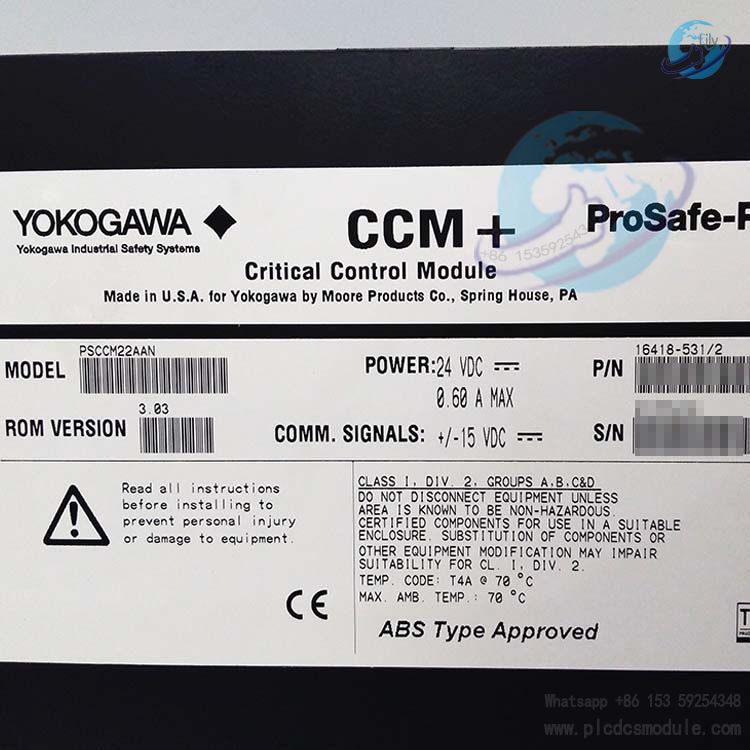 Lily
YOKOGAWA
Yokogawa Industrial Safety Systems
CCM+
ProSafe-P
+86 1535925434
Critical Control Module
Made in U.S.A. for Yokogawa by Moore Products Co., Spring House, PA
MODEL PSCCM22AAN
POWER: 24 VDC
0.60 A MAX
P/N 16418-531/2
ROM VERSION 3.03
COMM. SIGNALS: +/-15 VDC
S/N
Read all instructions
before installing to
prevent personal injury
or damage to equipment.
CLASS I, DIV. 2, GROUPS A,B,C&D
DO NOT DISCONNECT EQUIPMENT UNLESS
AREA IS KNOWN TO BE NON-HAZARDOUS.
CERTIFIED COMPONENTS FOR USE IN A SUITABLE
ENCLOSURE. SUBSTITUTION OF COMPONENTS OR
OTHER EQUIPMENT MODIFICATION MAY IMPAIR
SUITABILITY FOR CL. I, DIV. 2.
TEMP. CODE: T4A @ 70 °C
MAX. AMB. TEMP.: 70 °C
CE
ABS Type Approved
Whatsapp +86 153 59254348
www.plcdcsmodule.com